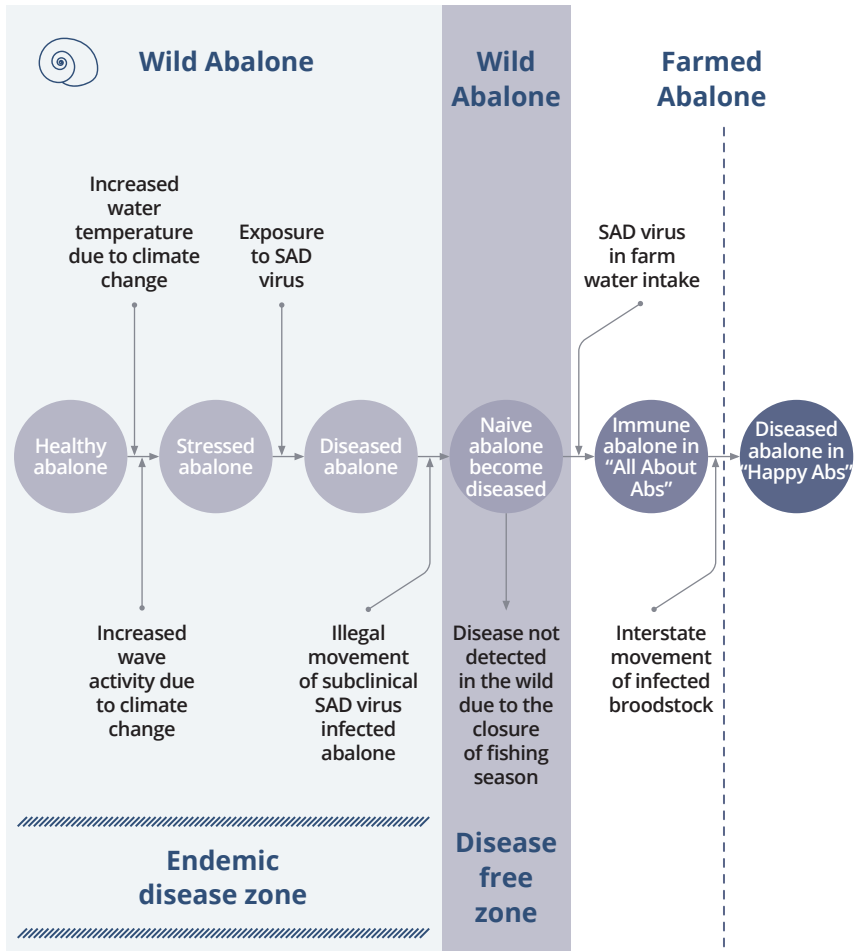 Wild Abalone
Wild
Abalone
Farmed
Abalone
Increased
water
temperature
due to climate
change
Exposure
to SAD
virus
SAD virus
in farm
water intake
Healthy
abalone
Stressed
abalone
Diseased
abalone
Naive
abalone
become
diseased
Immune
abalone in
“All About
Abs”
Diseased
abalone in
“Happy Abs”
Increased
wave
activity due
to climate
change
Illegal
movement
of subclinical
SAD virus
infected
abalone
Disease not
detected
in the wild
due to the
closure
of fishing
season
Interstate
movement
of infected
broodstock
Endemic
disease zone
Disease
free
zone